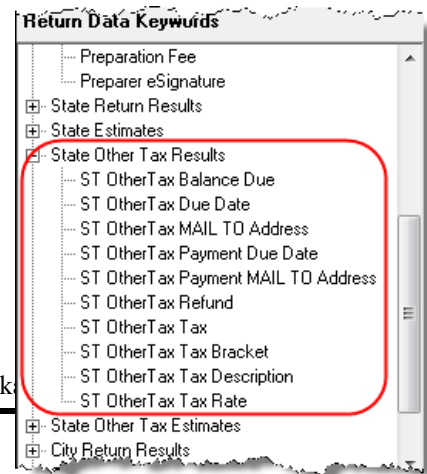 Return Data Keywords
Preparation Fee
Preparer eSignature
State Return Results
State Estimates
State Other Tax Results
ST OtherTax Balance Due
ST OtherTax Due Date
ST OtherTax MAIL TO Address
ST OtherTax Payment Due Date
ST OtherTax Payment MAIL TO Address
ST OtherTax Refund
ST OtherTax Tax
ST OtherTax Tax Bracket
ST OtherTax Tax Description
ST OtherTax Tax Rate
State Other Tax Estimates
City Return Results